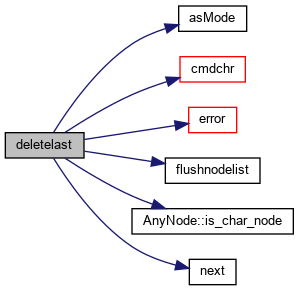 asMode
cmdchr
error
deletelast
flushnodelist
AnyNode::is_char_node
next